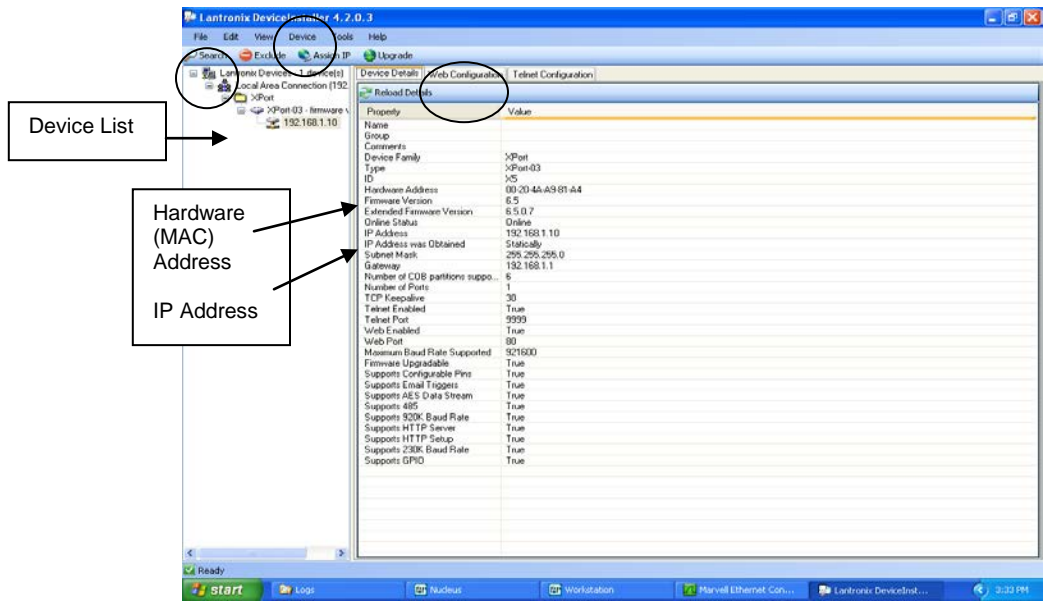 Lantronix DeviceInstaller 4.2.0.3
File Edit View Device Tools Help
Search Exclude Assign IP Upgrade
Lantronix Devices - 1 device(s)
Local Area Connection (192.
XPort
XPort-03 - firmware v
192.168.1.10
Device Details Web Configuration Telnet Configuration
Reload Details
Property Value
Name
Group
Comments
Device Family XPort
Type XPort-03
ID X5
Hardware Address 00-20-4A-A9-81-A4
Firmware Version 6.5
Extended Firmware Version 6.5.0.7
Online Status Online
IP Address 192.168.1.10
IP Address was Obtained Statically
Subnet Mask 255.255.255.0
Gateway 192.168.1.1
Number of COB partitions suppo... 6
Number of Ports 1
TCP Keepalive 30
Telnet Enabled True
Telnet Port 9999
Web Enabled True
Web Port 80
Maximum Baud Rate Supported 921600
Firmware Upgradable True
Supports Configurable Pins True
Supports Email Triggers True
Supports AES Data Stream True
Supports 485 True
Supports 920K Baud Rate True
Supports HTTP Server True
Supports HTTP Setup True
Supports 230K Baud Rate True
Supports GPIO True
Device List
Hardware
(MAC)
Address
IP Address
Ready
start Logs Nucleus Workstation Marvell Ethernet Con... Lantronix DeviceInst... 3:33 PM